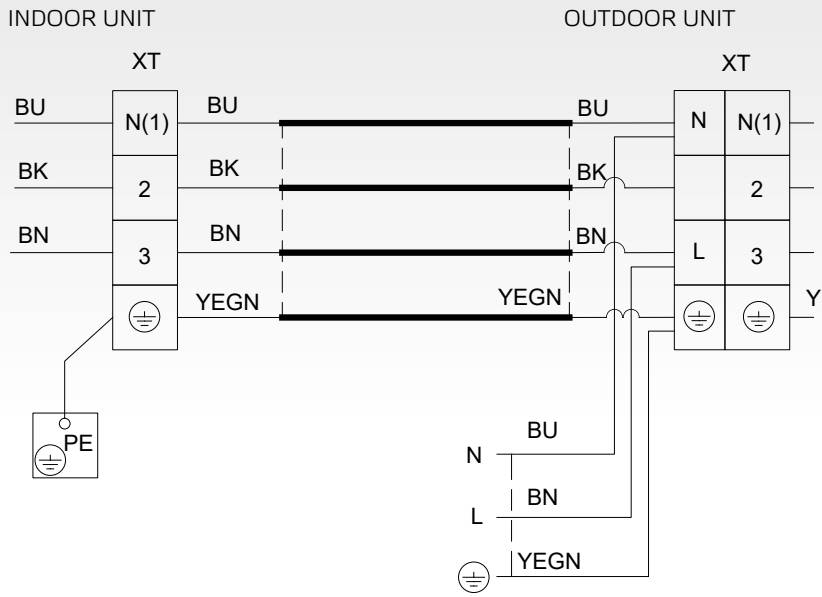 INDOOR UNIT OUTDOOR UNIT
XT XT
BU N(1) BU BU N N(1)
BK 2 BK BK 2
BN 3 BN BN L 3
YEGN YEGN Y
PE
N BU
L BN
YEGN